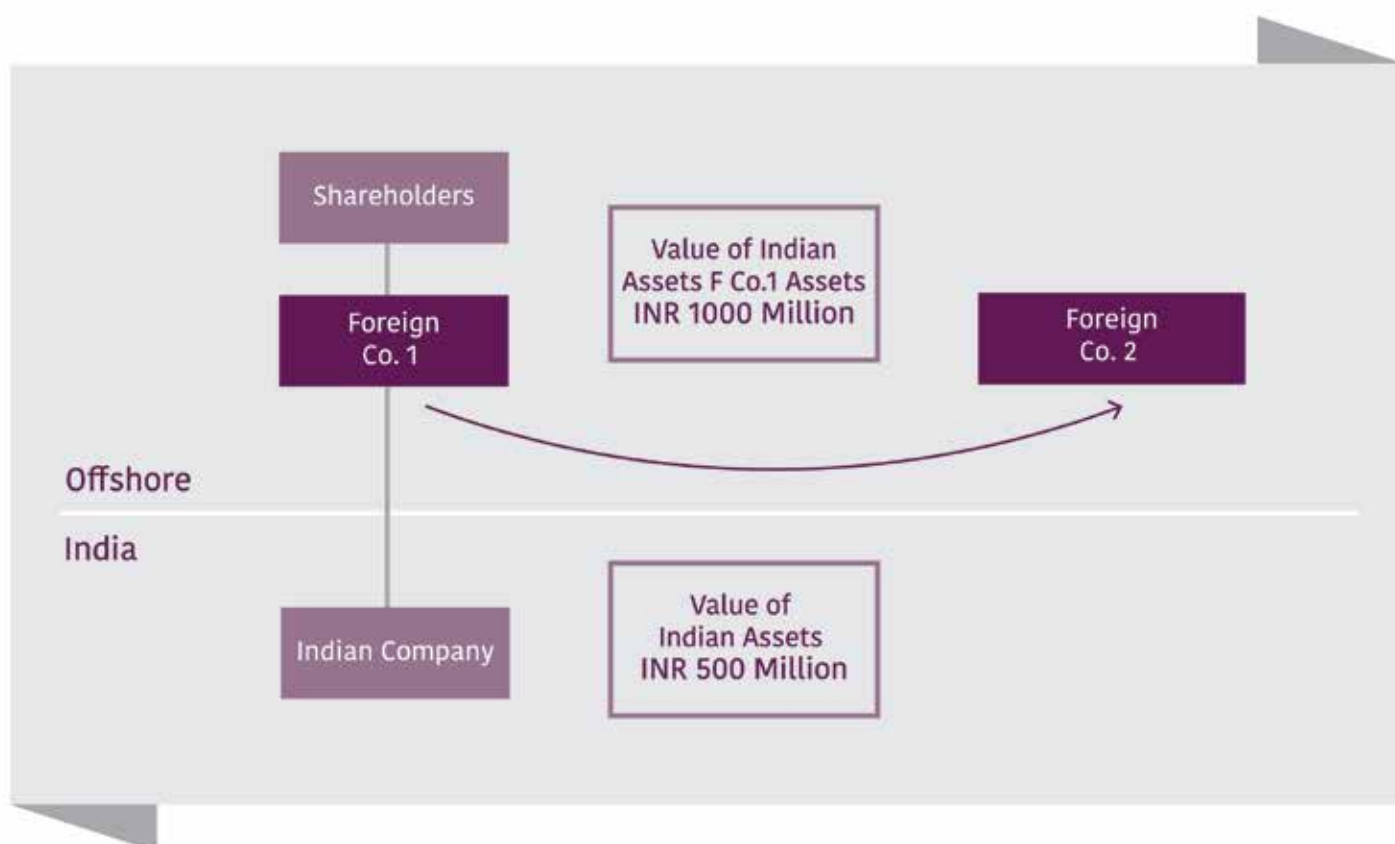 Shareholders
Value of Indian
Assets F Co.1 Assets
INR 1000 Million
Foreign
Co. 1
Foreign
Co. 2
Offshore
India
Value of
Indian Assets
INR 500 Million
Indian Company